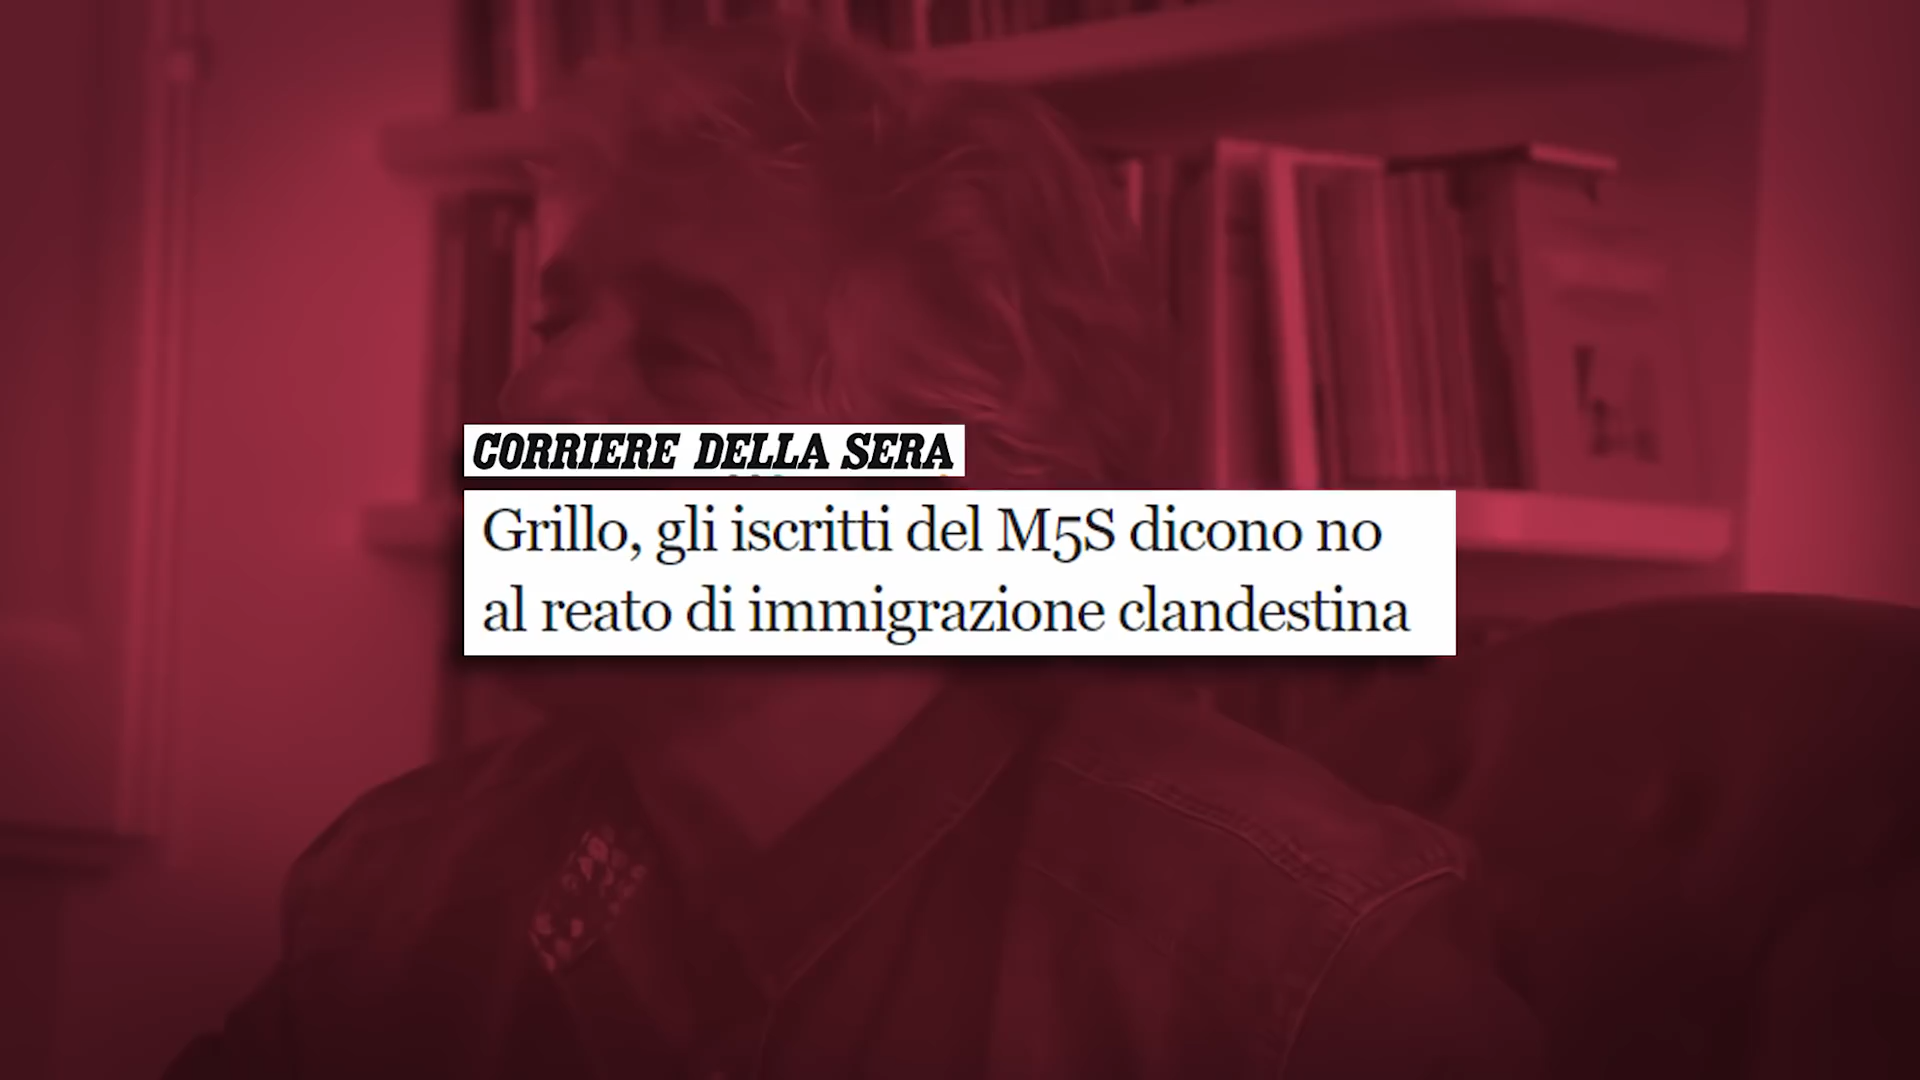 CORRIERE DELLA SERA
Grillo, gli iscritti del M5S dicono no
al reato di immigrazione clandestina